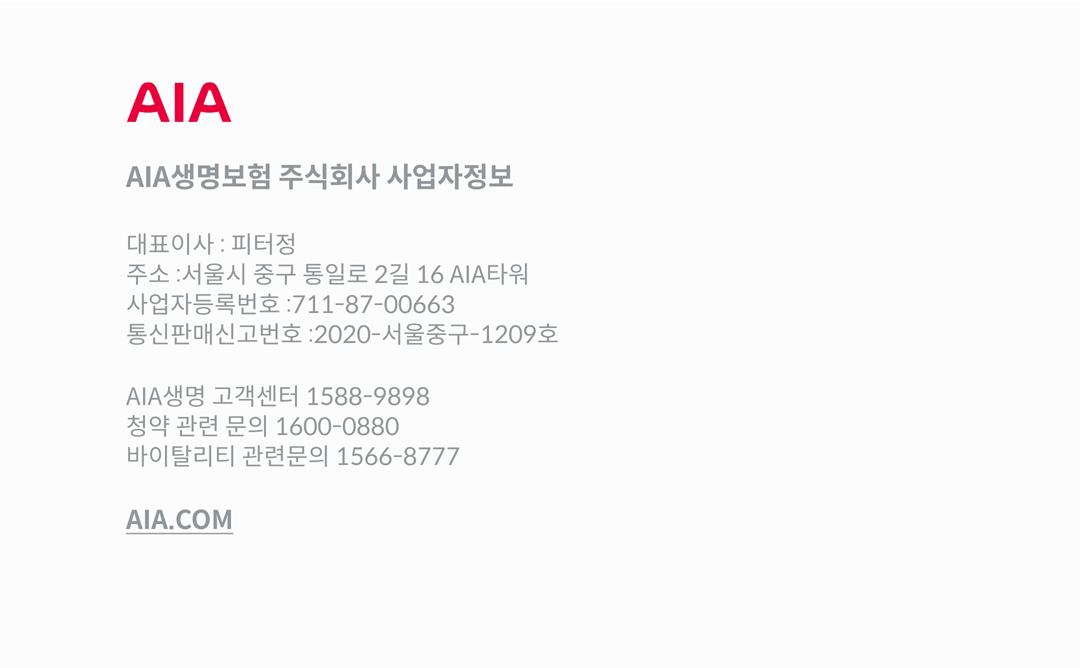 AIA
AIA생명보험 주식회사 사업자정보
대표이사 : 피터정
주소 :서울시 중구 통일로 2길 16 AIA타워
사업자등록번호 :711-87-00663
통신판매신고번호 :2020-서울중구-1209호
AIA생명 고객센터 1588-9898
청약 관련 문의 1600-0880
바이탈리티 관련문의 1566-8777
AIA.COM